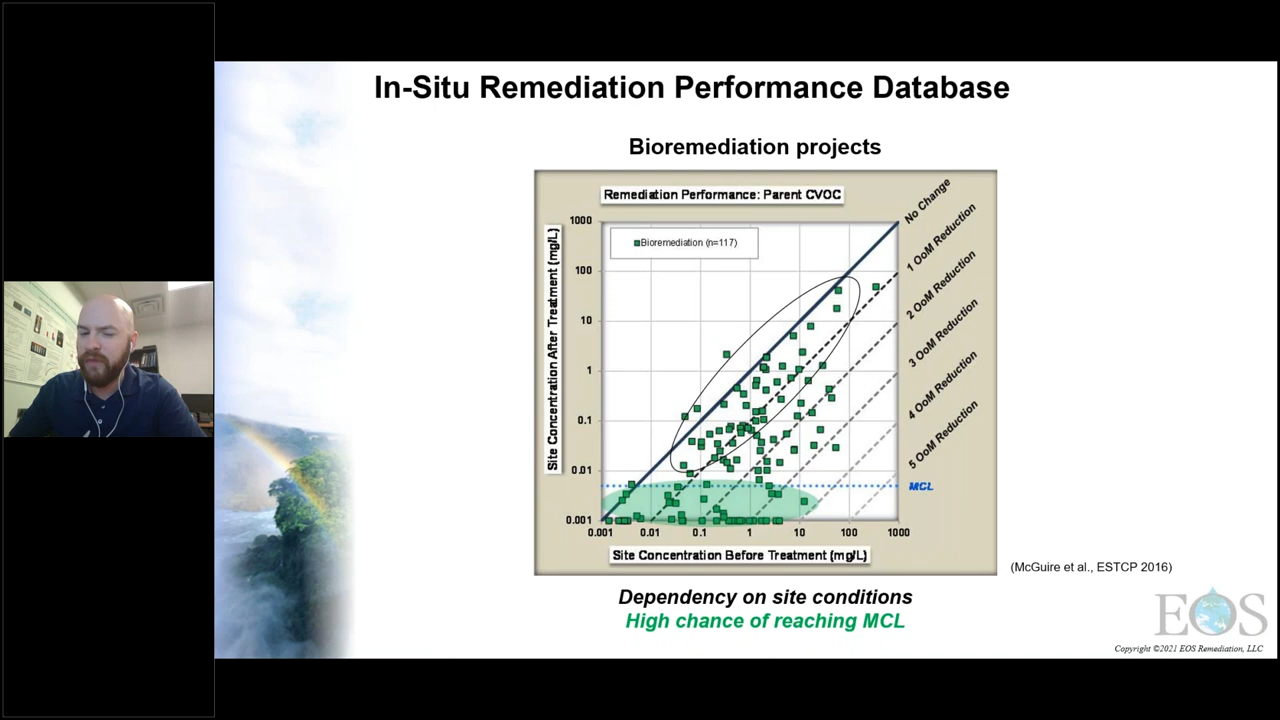 In-Situ Remediation Performance Database
Bioremediation projects
Remediation Performance: Parent CVOC
Bioremediation (n=117)
Site Concentration After Treatment (mg/L)
1000
100
10
1
0.1
0.01
0.001
0.001
0.01
0.1
1
10
100
1000
Site Concentration Before Treatment (mg/L)
No Change
1 OoM Reduction
2 OoM Reduction
3 OoM Reduction
4 OoM Reduction
5 OoM Reduction
MCL
(McGuire et al., ESTCP 2016)
Dependency on site conditions
High chance of reaching MCL
EOS
Copyright ©2021 EOS Remediation, LLC